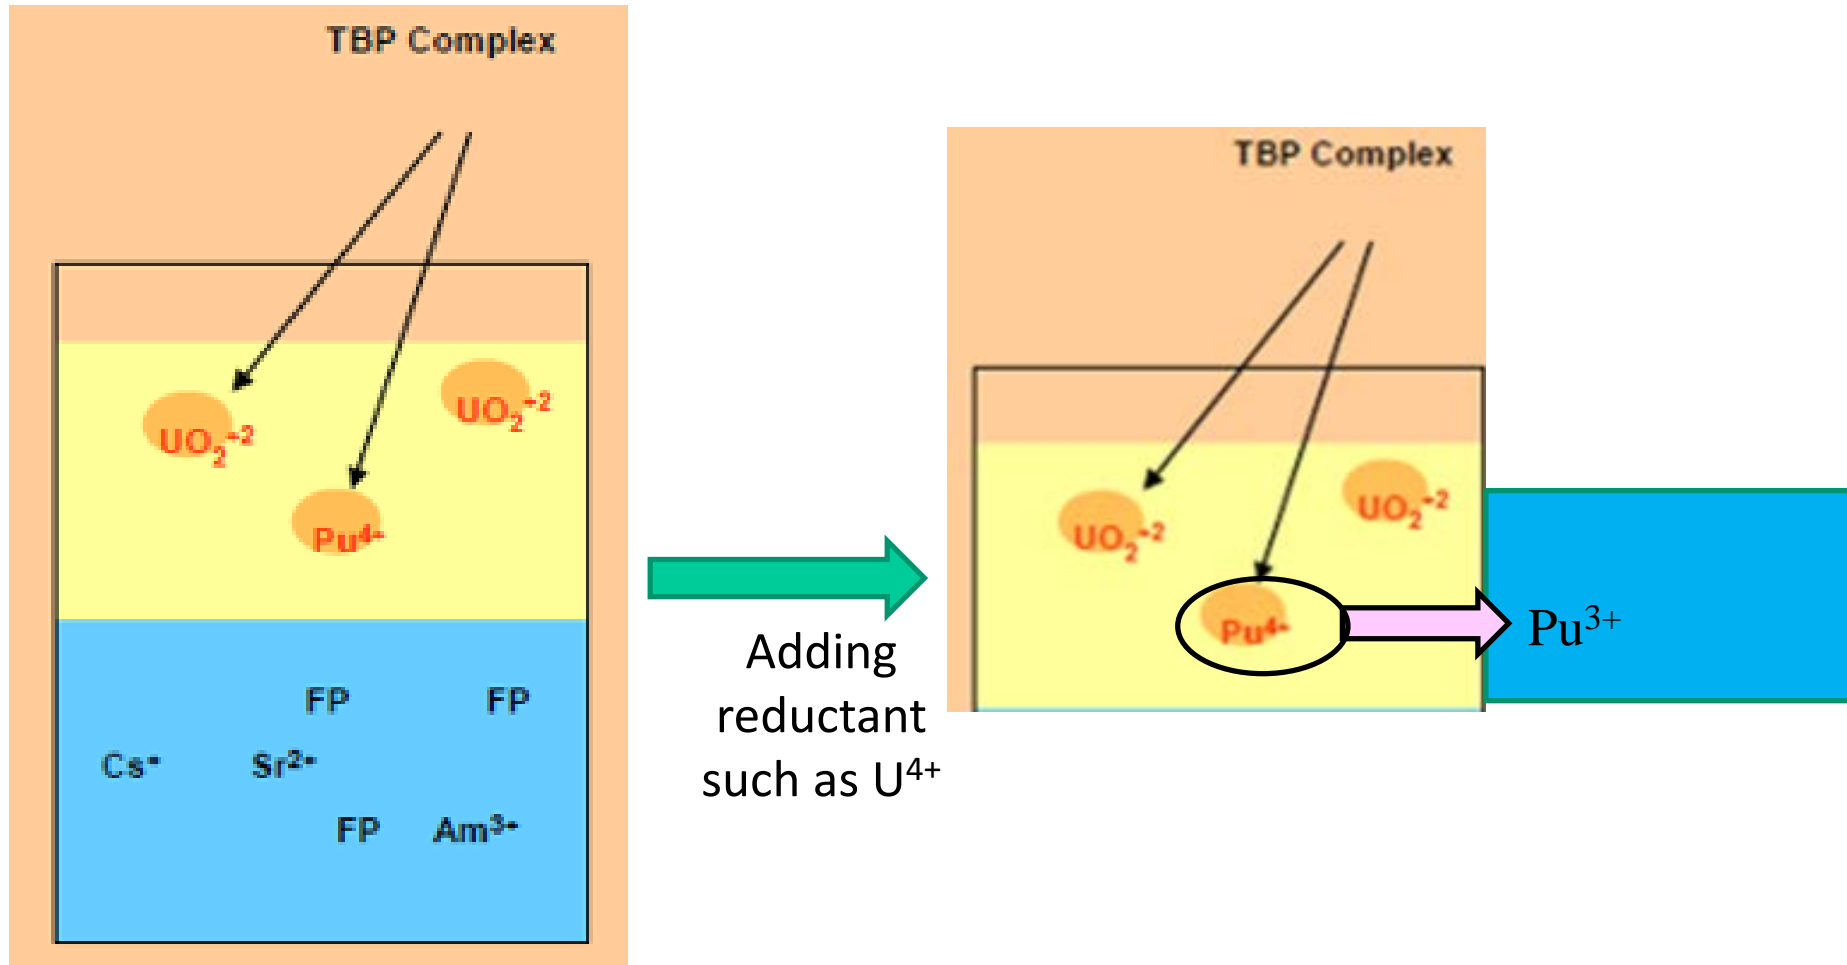 TBP Complex
UO₂⁺²
UO₂⁺²
Pu⁴⁺
FP
FP
Cs⁺
Sr²⁺
FP
Am³⁺
Adding
reductant
such as U⁴⁺
TBP Complex
UO₂⁺²
UO₂⁺²
Pu⁴⁺
Pu³⁺